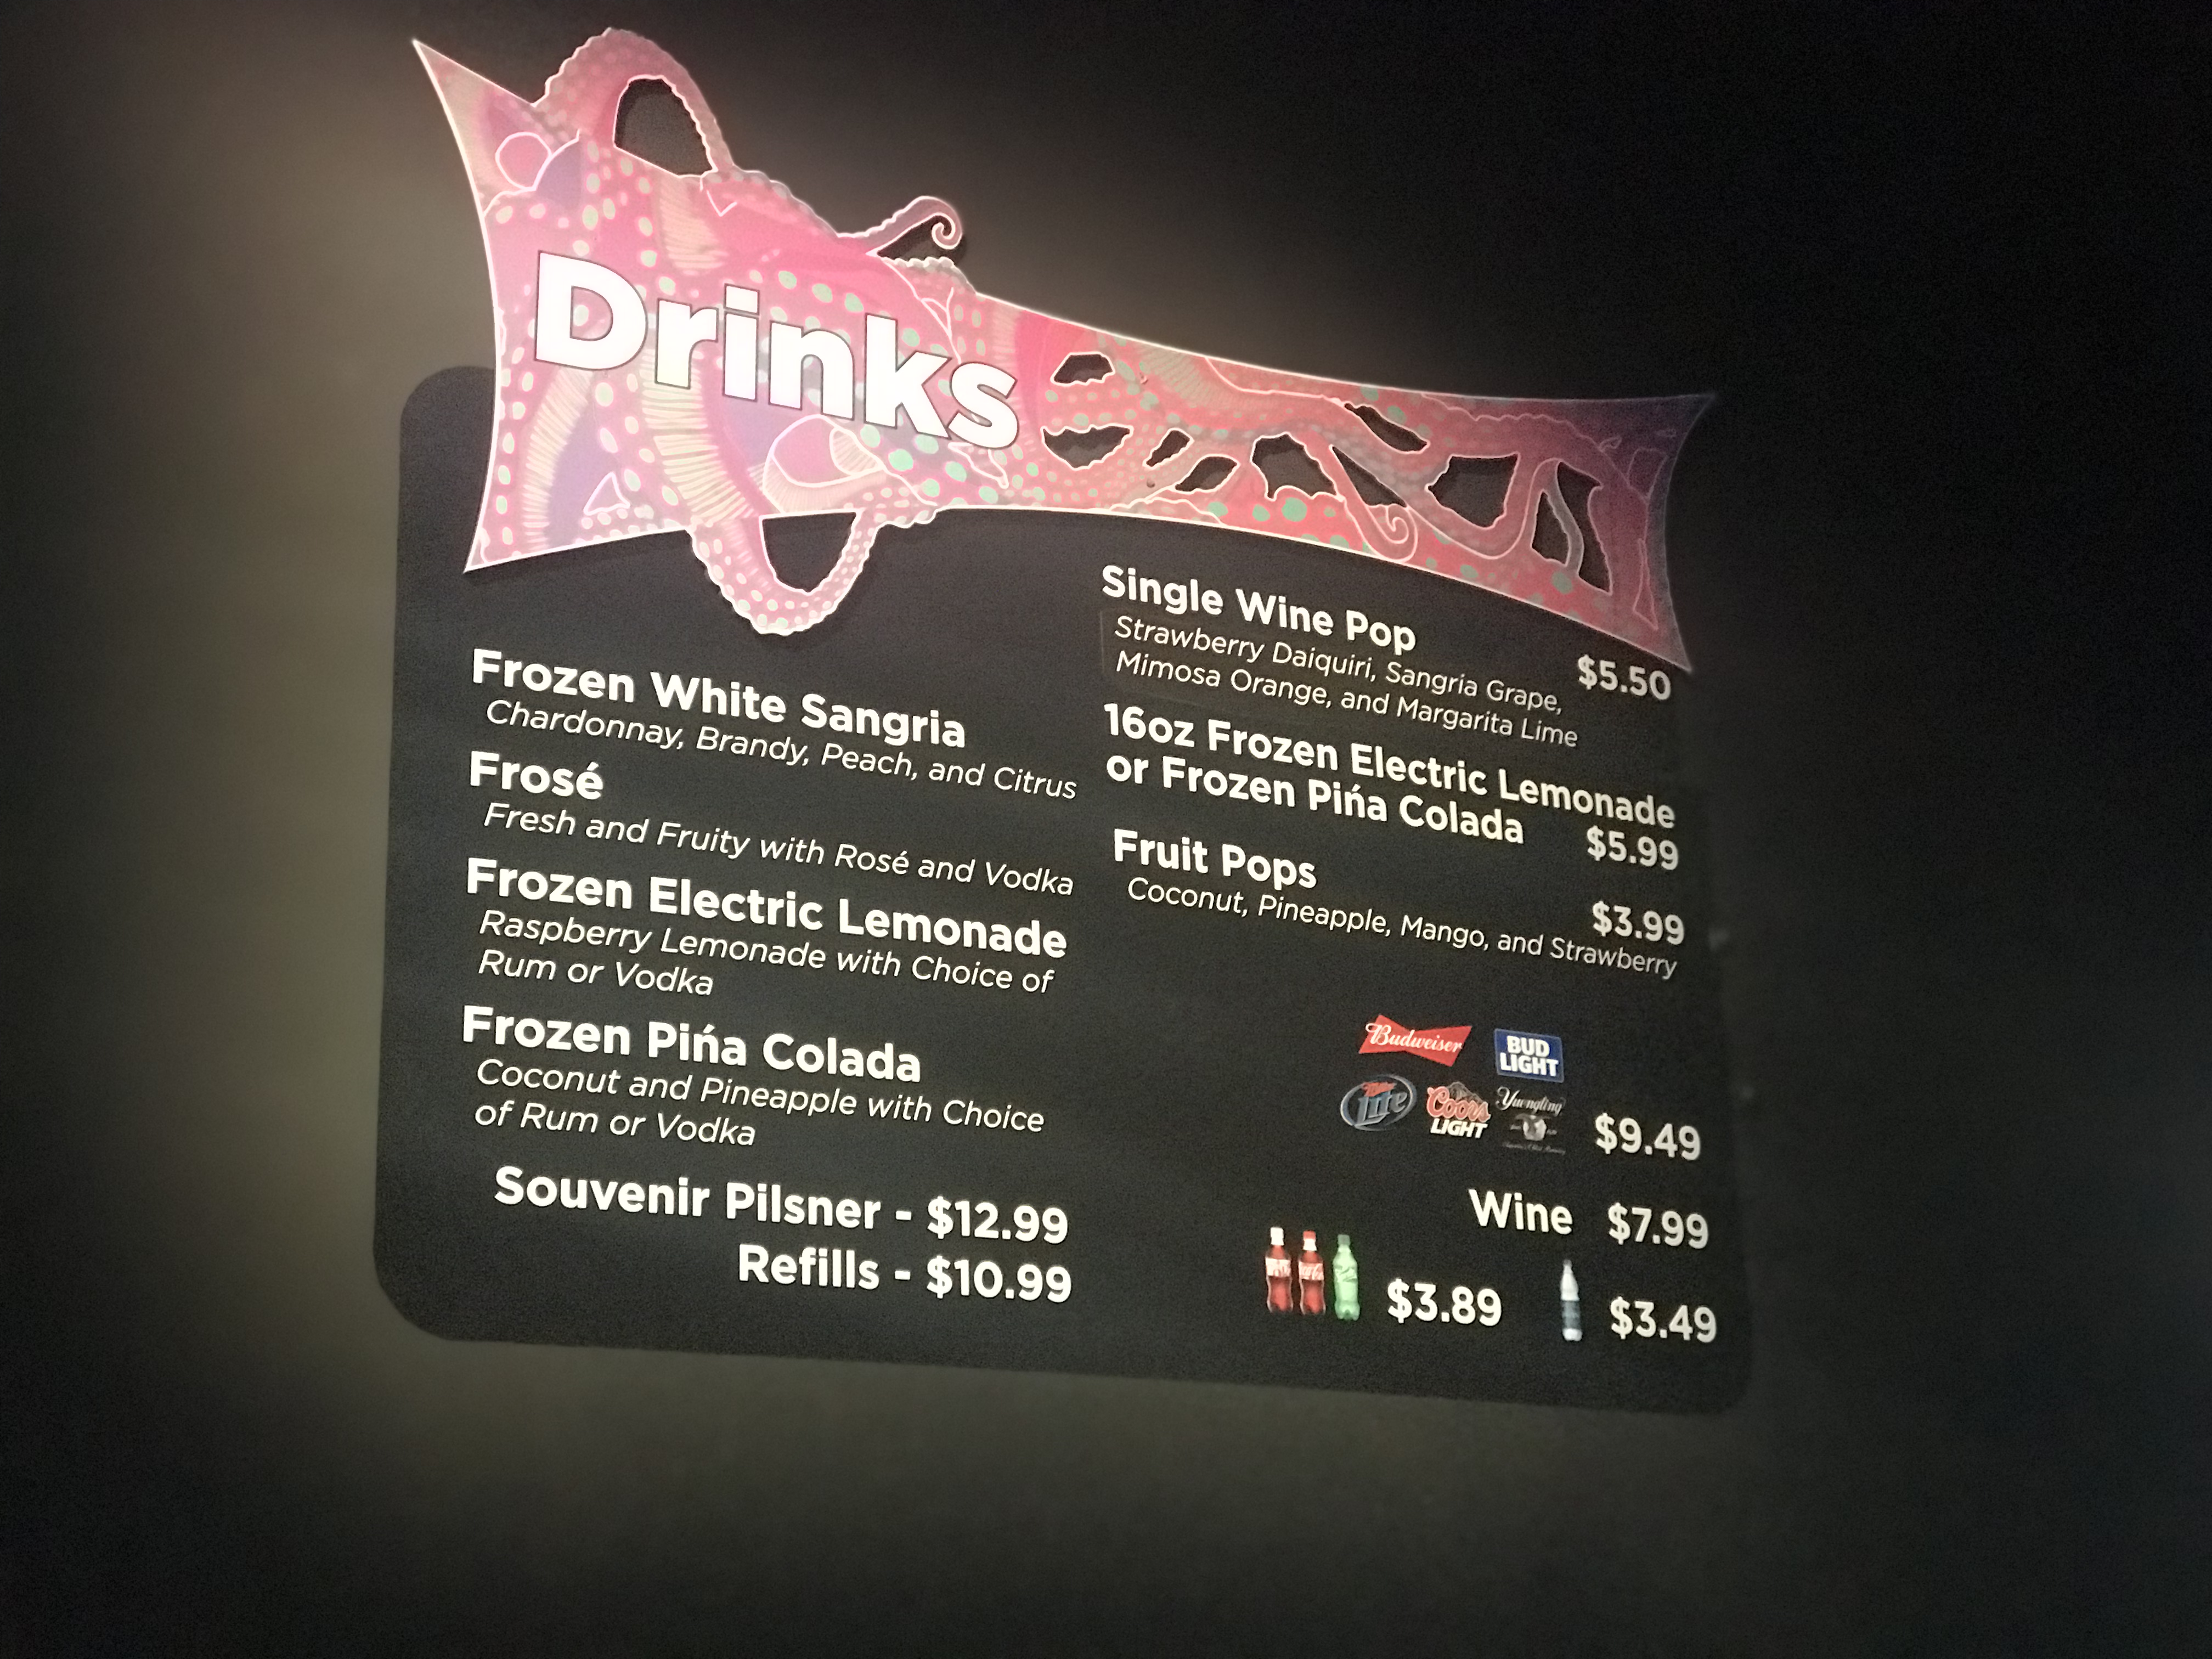 Drinks
Frozen White Sangria
Chardonnay, Brandy, Peach, and Citrus
Frosé
Fresh and Fruity with Rosé and Vodka
Frozen Electric Lemonade
Raspberry Lemonade with Choice of
Rum or Vodka
Frozen Pińa Colada
Coconut and Pineapple with Choice
of Rum or Vodka
Souvenir Pilsner - $12.99
Refills - $10.99
Single Wine Pop
$5.50
Strawberry Daiquiri, Sangria Grape,
Mimosa Orange, and Margarita Lime
16oz Frozen Electric Lemonade
or Frozen Pińa Colada $5.99
Fruit Pops
$3.99
Coconut, Pineapple, Mango, and Strawberry
Budweiser BUD
LIGHT
Miller Lite Coors LIGHT Yuengling $9.49
Wine $7.99
$3.89 $3.49